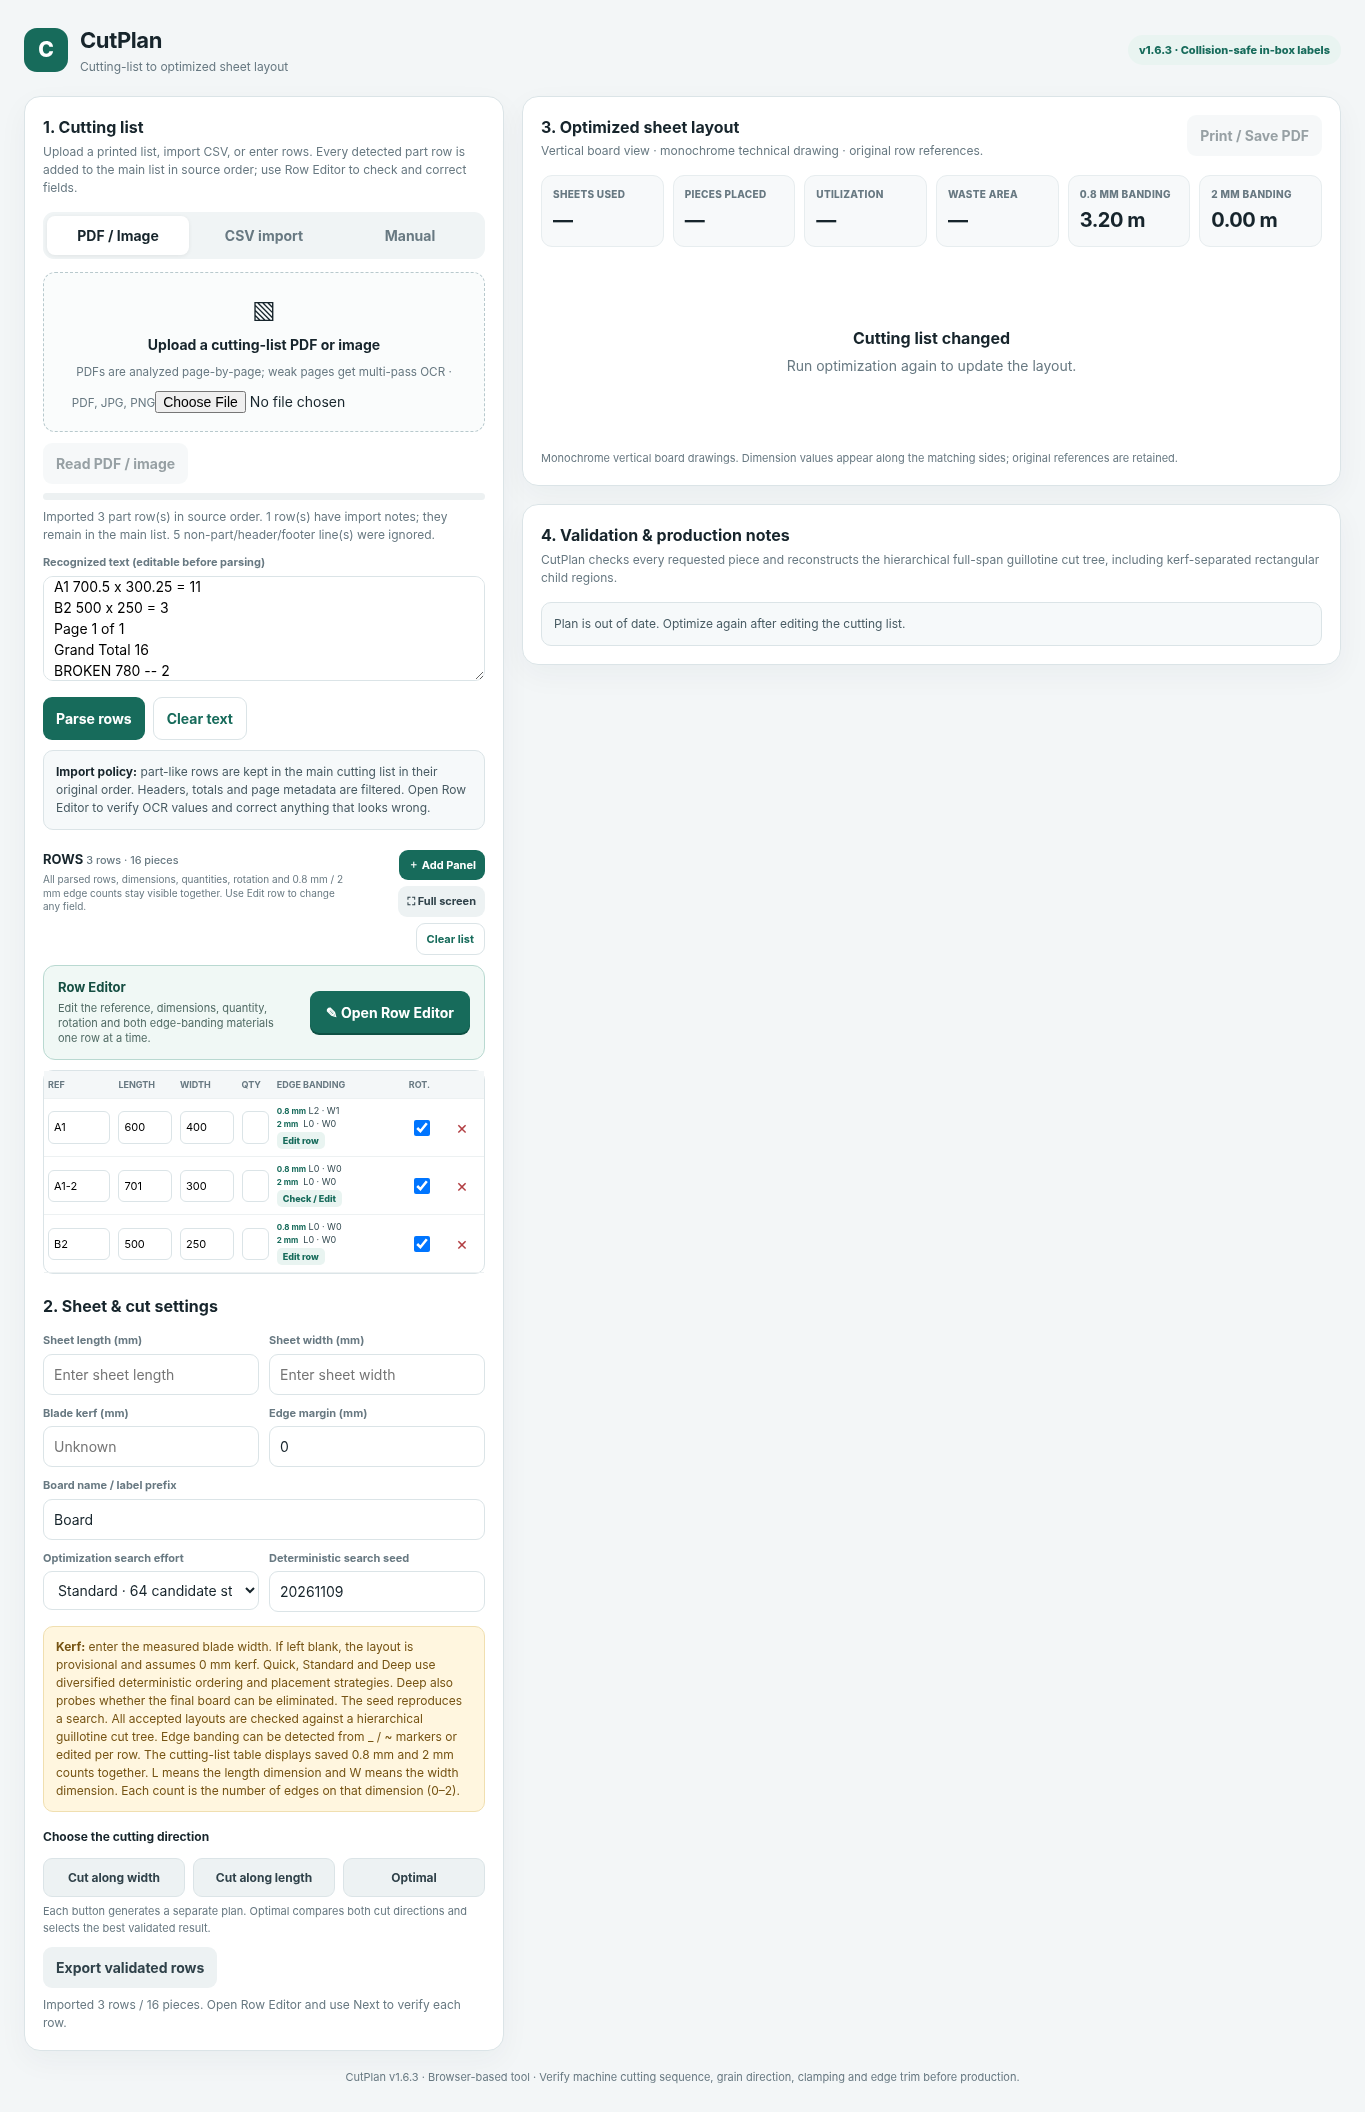 C
CutPlan
Cutting-list to optimized sheet layout
v1.6.3 · Collision-safe in-box labels
1. Cutting list
Upload a printed list, import CSV, or enter rows. Every detected part row is
added to the main list in source order; use Row Editor to check and correct
fields.
PDF / Image
CSV import
Manual
Upload a cutting-list PDF or image
PDFs are analyzed page-by-page; weak pages get multi-pass OCR ·
PDF, JPG, PNG Choose File No file chosen
Read PDF / image
Imported 3 part row(s) in source order. 1 row(s) have import notes; they
remain in the main list. 5 non-part/header/footer line(s) were ignored.
Recognized text (editable before parsing)
A1 700.5 x 300.25 = 11
B2 500 x 250 = 3
Page 1 of 1
Grand Total 16
BROKEN 780 -- 2
Parse rows
Clear text
Import policy: part-like rows are kept in the main cutting list in their
original order. Headers, totals and page metadata are filtered. Open Row
Editor to verify OCR values and correct anything that looks wrong.
ROWS 3 rows · 16 pieces
All parsed rows, dimensions, quantities, rotation and 0.8 mm / 2
mm edge counts stay visible together. Use Edit row to change
any field.
＋ Add Panel
⛶ Full screen
Clear list
Row Editor
Edit the reference, dimensions, quantity,
rotation and both edge-banding materials
one row at a time.
✎ Open Row Editor
REF LENGTH WIDTH QTY EDGE BANDING ROT.
A1 600 400
0.8 mm L2 · W1
2 mm L0 · W0
Edit row
×
A1-2 701 300
0.8 mm L0 · W0
2 mm L0 · W0
Check / Edit
×
B2 500 250
0.8 mm L0 · W0
2 mm L0 · W0
Edit row
×
2. Sheet & cut settings
Sheet length (mm)
Sheet width (mm)
Enter sheet length
Enter sheet width
Blade kerf (mm)
Edge margin (mm)
Unknown
0
Board name / label prefix
Board
Optimization search effort
Deterministic search seed
Standard · 64 candidate st
20261109
Kerf: enter the measured blade width. If left blank, the layout is
provisional and assumes 0 mm kerf. Quick, Standard and Deep use
diversified deterministic ordering and placement strategies. Deep also
probes whether the final board can be eliminated. The seed reproduces
a search. All accepted layouts are checked against a hierarchical
guillotine cut tree. Edge banding can be detected from _ / ~ markers or
edited per row. The cutting-list table displays saved 0.8 mm and 2 mm
counts together. L means the length dimension and W means the width
dimension. Each count is the number of edges on that dimension (0–2).
Choose the cutting direction
Cut along width
Cut along length
Optimal
Each button generates a separate plan. Optimal compares both cut directions and
selects the best validated result.
Export validated rows
Imported 3 rows / 16 pieces. Open Row Editor and use Next to verify each
row.
3. Optimized sheet layout
Vertical board view · monochrome technical drawing · original row references.
Print / Save PDF
SHEETS USED
—
PIECES PLACED
—
UTILIZATION
—
WASTE AREA
—
0.8 MM BANDING
3.20 m
2 MM BANDING
0.00 m
Cutting list changed
Run optimization again to update the layout.
Monochrome vertical board drawings. Dimension values appear along the matching sides; original references are retained.
4. Validation & production notes
CutPlan checks every requested piece and reconstructs the hierarchical full-span guillotine cut tree, including kerf-separated rectangular
child regions.
Plan is out of date. Optimize again after editing the cutting list.
CutPlan v1.6.3 · Browser-based tool · Verify machine cutting sequence, grain direction, clamping and edge trim before production.